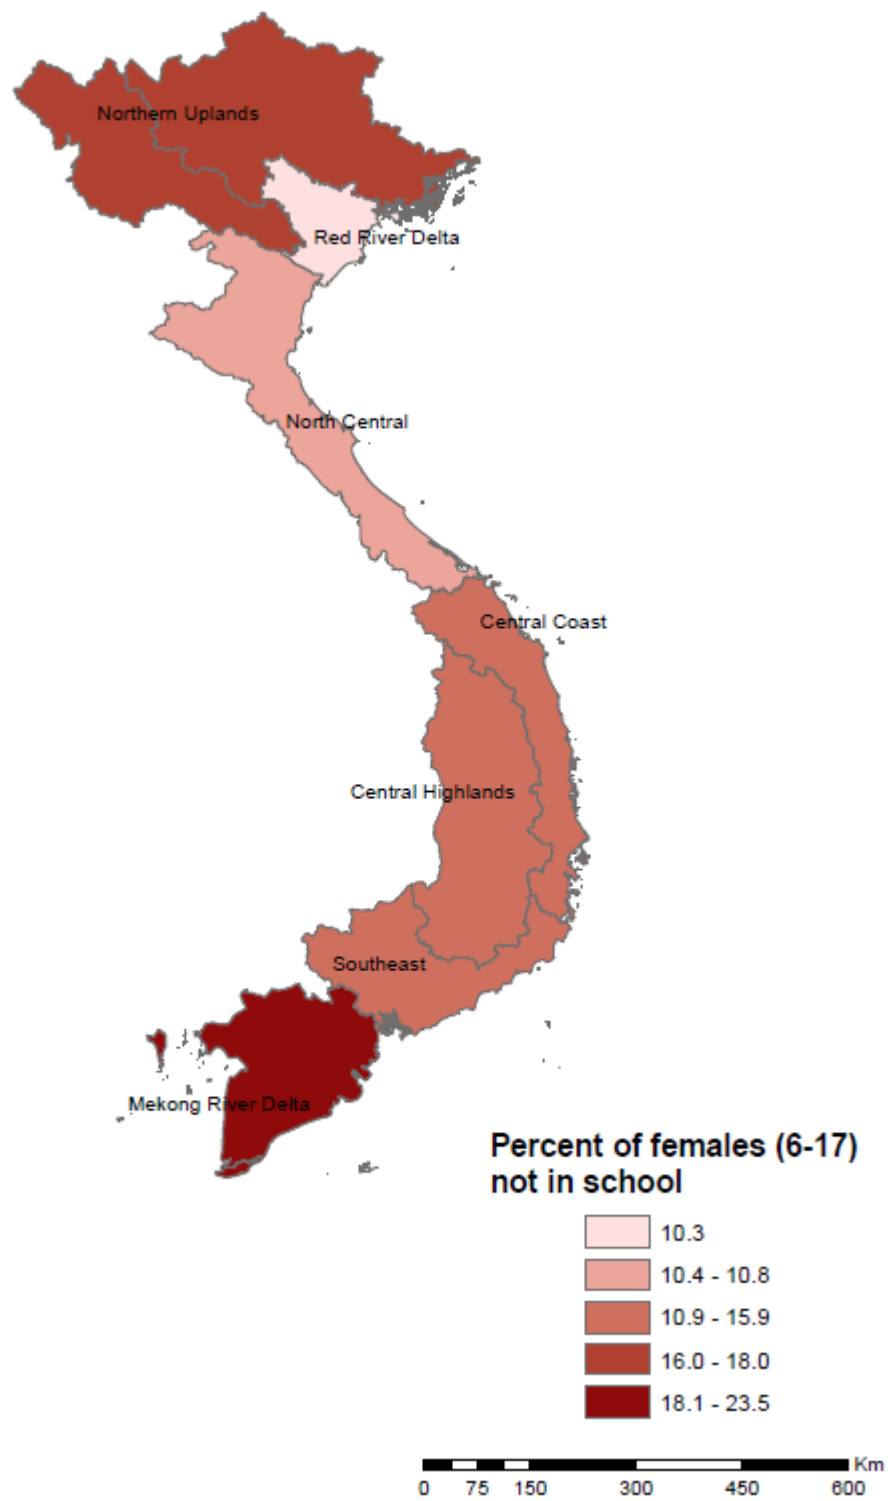 Northern Uplands
Red River Delta
North Central
Central Coast
Central Highlands
Southeast
Mekong River Delta
Percent of females (6-17)
not in school
10.3
10.4 - 10.8
10.9 - 15.9
16.0 - 18.0
18.1 - 23.5
Km
0 75 150 300 450 600